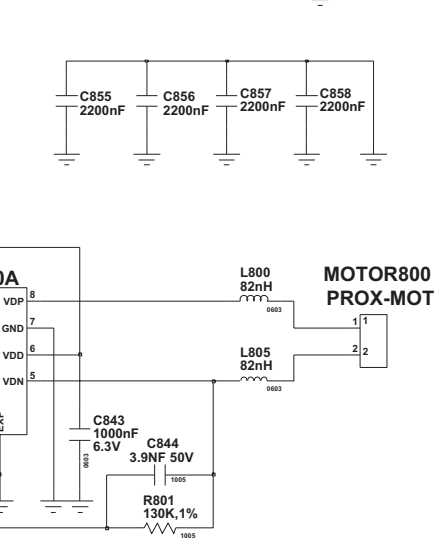 C855
2200nF
C856
2200nF
C857
2200nF
C858
2200nF
0A
VDP 8
GND 7
VDD 6
VDN 5
EXP
L800
82nH
0603
MOTOR800
PROX-MOT
1 1
2 2
L805
82nH
0603
C843
1000nF
6.3V
0603
C844
3.9NF 50V
1005
R801
130K,1%
1005